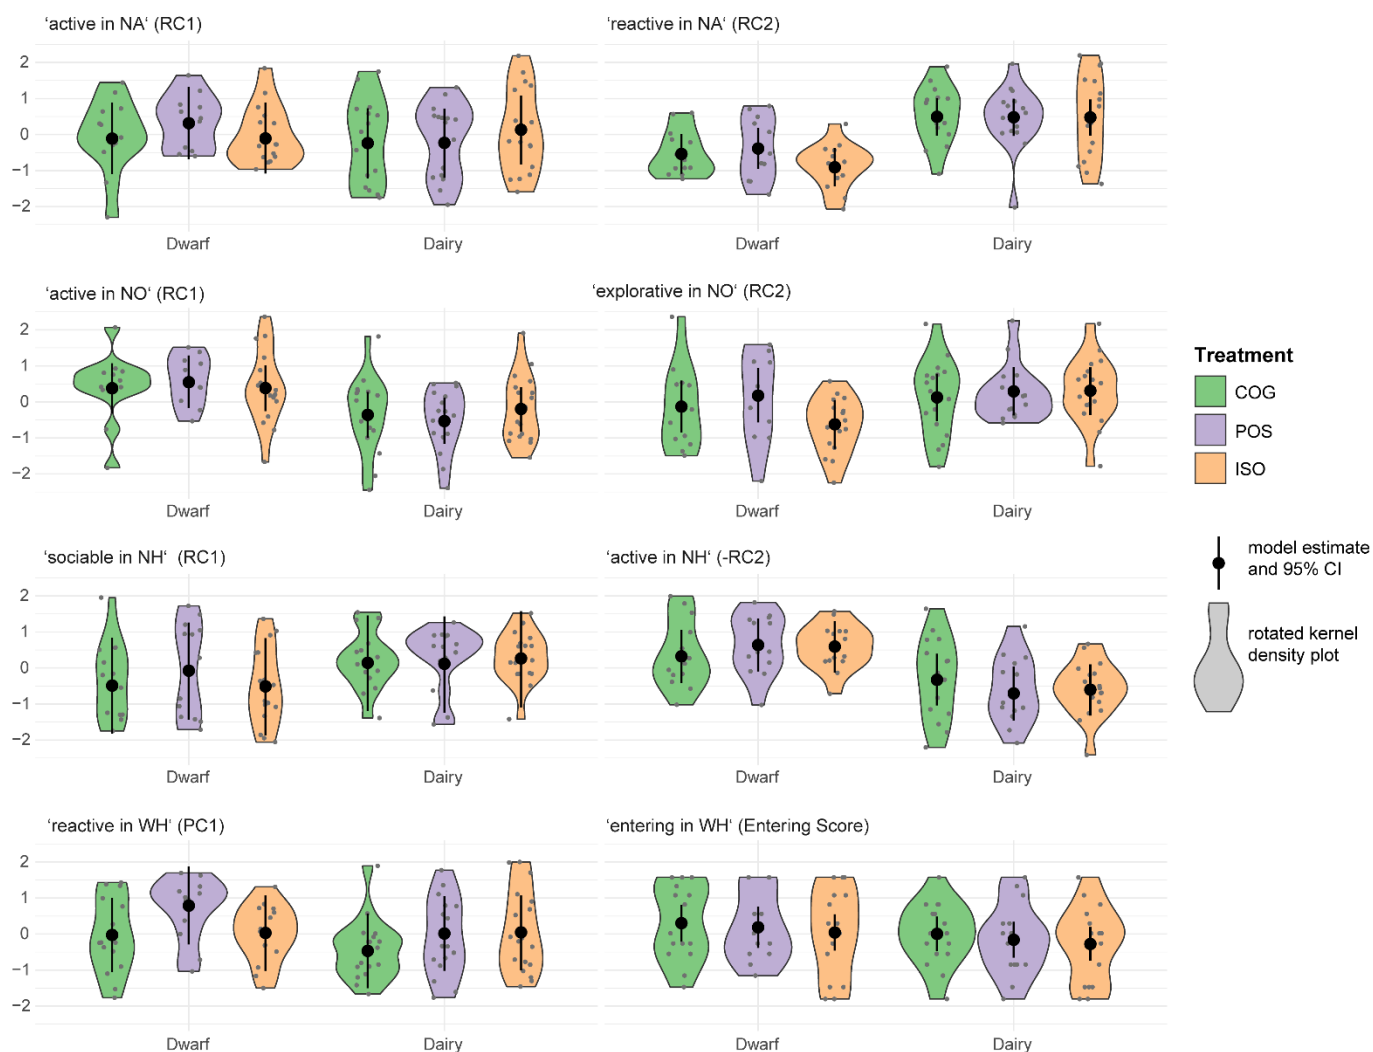 ‘active in NA‘ (RC1)
‘reactive in NA‘ (RC2)
2
1
0
−1
−2
Dwarf
Dairy
Dwarf
Dairy
‘active in NO‘ (RC1)
‘explorative in NO‘ (RC2)
2
1
0
−1
−2
Dwarf
Dairy
Dwarf
Dairy
‘sociable in NH‘ (RC1)
‘active in NH‘ (-RC2)
2
1
0
−1
−2
Dwarf
Dairy
Dwarf
Dairy
‘reactive in WH‘ (PC1)
‘entering in WH‘ (Entering Score)
2
1
0
−1
−2
Dwarf
Dairy
Dwarf
Dairy
Treatment
COG
POS
ISO
model estimate
and 95% CI
rotated kernel
density plot